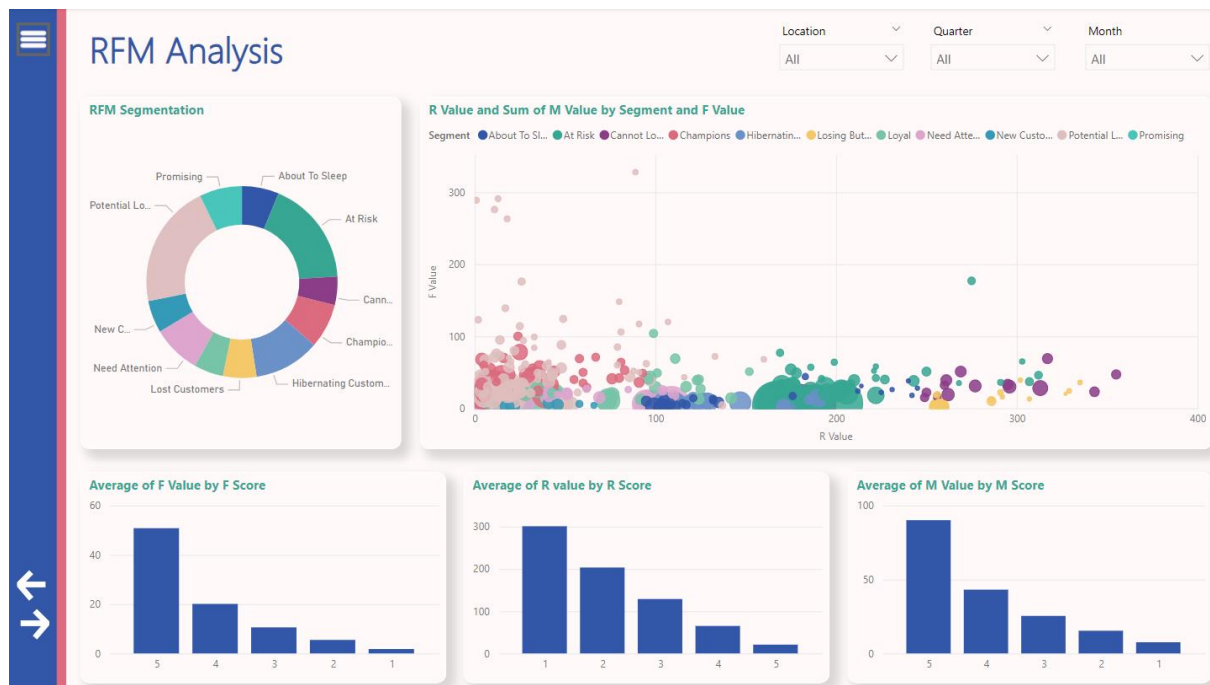 RFM Analysis
Location
Quarter
Month
All
All
All
RFM Segmentation
Promising
About To Sleep
Potential Lo...
At Risk
Cann...
New C...
Champio...
Need Attention
Lost Customers
Hibernating Custom...
R Value and Sum of M Value by Segment and F Value
Segment About To Sl... At Risk Cannot Lo... Champions Hibernatin... Losing But... Loyal Need Atte... New Custo... Potential L... Promising
300
200
100
0
F Value
0 100 200 300 400
R Value
Average of F Value by F Score
60
40
20
0
5 4 3 2 1
Average of R value by R Score
300
200
100
0
1 2 3 4 5
Average of M Value by M Score
100
50
0
5 4 3 2 1